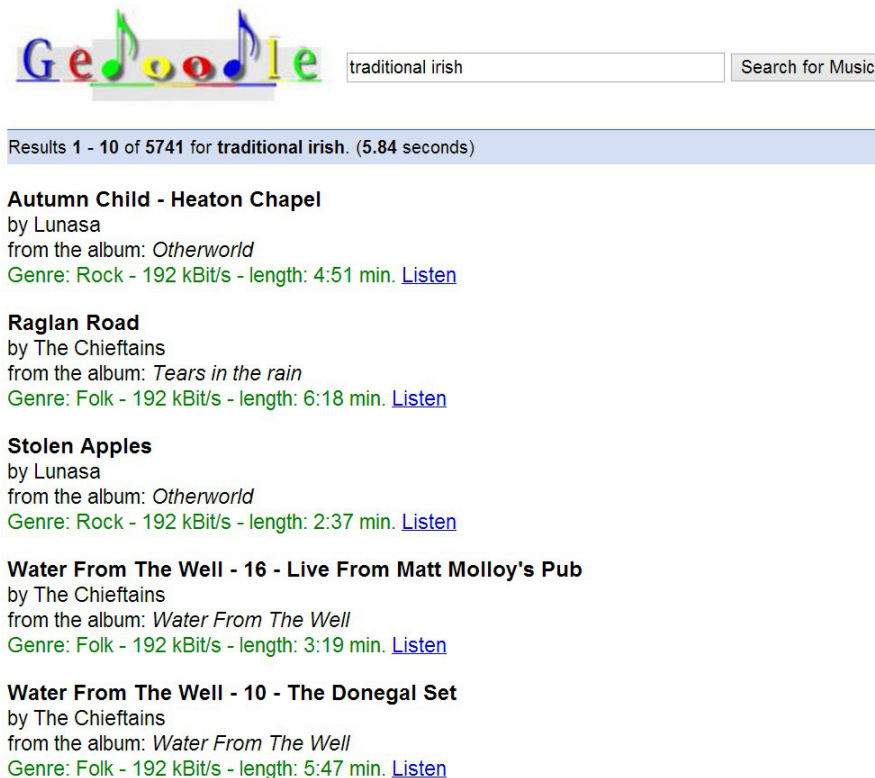 Gedoodle
traditional irish
Search for Music
Results 1 - 10 of 5741 for traditional irish. (5.84 seconds)
Autumn Child - Heaton Chapel
by Lunasa
from the album: Otherworld
Genre: Rock - 192 kBit/s - length: 4:51 min. Listen
Raglan Road
by The Chieftains
from the album: Tears in the rain
Genre: Folk - 192 kBit/s - length: 6:18 min. Listen
Stolen Apples
by Lunasa
from the album: Otherworld
Genre: Rock - 192 kBit/s - length: 2:37 min. Listen
Water From The Well - 16 - Live From Matt Molloy's Pub
by The Chieftains
from the album: Water From The Well
Genre: Folk - 192 kBit/s - length: 3:19 min. Listen
Water From The Well - 10 - The Donegal Set
by The Chieftains
from the album: Water From The Well
Genre: Folk - 192 kBit/s - length: 5:47 min. Listen